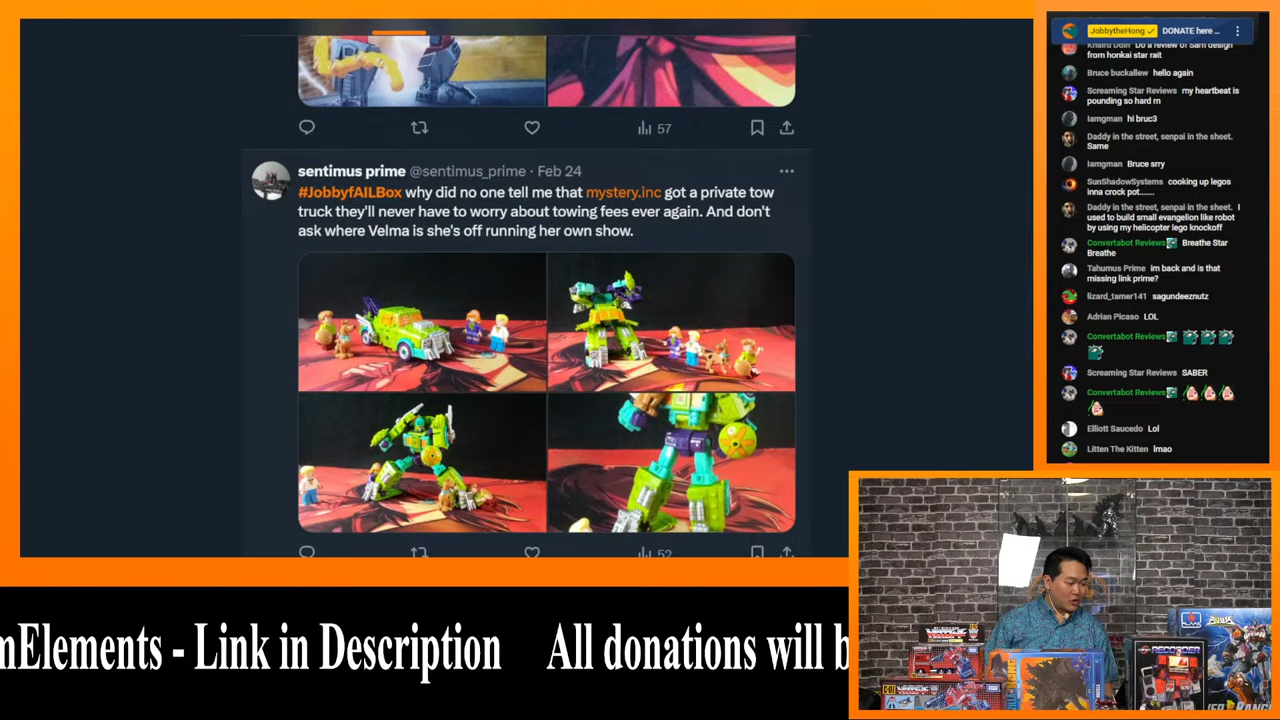 57
sentimus prime @sentimus_prime · Feb 24
#JobbyfAILBox why did no one tell me that mystery.inc got a private tow
truck they'll never have to worry about towing fees ever again. And don't
ask where Velma is she's off running her own show.
52
JobbytheHong DONATE here ...
Khairu Udin Do a review of Sam design
from honkai star rait
Bruce buckallew hello again
Screaming Star Reviews my heartbeat is
pounding so hard rn
Iamgman hi bruc3
Daddy in the street, senpai in the sheet.
Same
Iamgman Bruce srry
SunShadowSystems cooking up legos
inna crock pot.......
Daddy in the street, senpai in the sheet. I
used to build small evangelion like robot
by using my helicopter lego knockoff
Convertabot Reviews Breathe Star
Breathe
Tahumus Prime im back and is that
missing link prime?
lizard_tamer141 sagundeeznutz
Adrian Picaso LOL
Convertabot Reviews
Screaming Star Reviews SABER
Convertabot Reviews
Elliott Saucedo Lol
Litten The Kitten lmao
mElements - Link in Description All donations will b
RECORDER
C-01